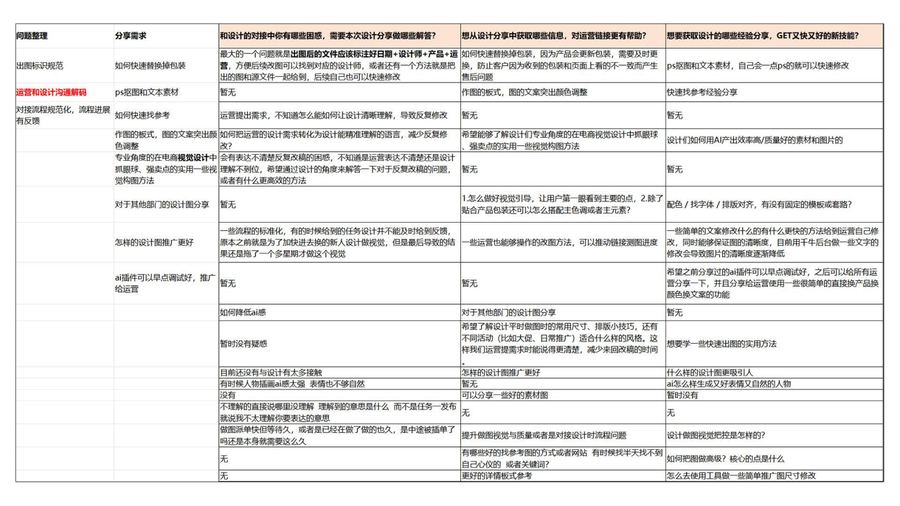 问题整理 分享需求 和设计的对接中你有哪些困惑，需要本次设计分享做哪些解答？ 想从设计分享中获取哪些信息，对运营链接更有帮助？ 想要获取设计的哪些经验分享，GET又快又好的新技能？
出图标识规范 如何快速替换掉包装
最大的一个问题就是出图后的文件应该标注好日期+设计师+产品+运
营，方便后续改图可以找到对应的设计师，或者还有一个方法就是把
出的图和源文件一起给到，后续自己也可以快速修改
如何快速替换掉包装，因为产品会更新包装，需要及时更
换，防止客户因为收到的包装和页面上看的不一致而产生
售后问题
ps抠图和文本素材，自己会一点ps的就可以快速修改
运营和设计沟通解码 ps抠图和文本素材 暂无 作图的板式，图的文案突出颜色调整 快速找参考经验分享
对接流程规范化，流程进展
有反馈
如何快速参考 运营提出需求，不知道怎么能如何让设计清晰理解，导致反复修改 暂无 暂无
作图的板式，图的文案突出颜
色调整
如何把运营的设计需求转化为设计能精准理解的语言，减少反复修
改？
希望能够了解设计们专业角度的在电商视觉设计中抓眼球
、强卖点的实用一些视觉构图方法
设计们如何用AI产出效率高/质量好的素材和图片的
专业角度的在电商视觉设计中
抓眼球、强卖点的实用一些视
觉构图方法
会有表达不清楚反复改稿的困惑，不知道是运营表达不清楚还是设计
理解不到位，希望通过设计的角度来解答一下对于反复改稿的问题，
或者有什么更高效的方法
暂无 暂无
对于其他部门的设计图分享 暂无
1.怎么做好视觉引导，让用户第一眼看到主要的点，2.除了
贴合产品包装还可以怎么搭配主色调或者主元素？
配色 / 找字体 / 排版对齐，有没有固定的模板或套路？
怎样的设计图推广更好
一些流程的标准化，有的时候给到的任务设计并不能及时给到反馈，
原本之前就是为了加快进去换的新人设计做视觉，但是最后导致的结
果还是拖了一个多星期才做这个视觉
一些运营也能够操作的改图方法，可以推动链接测图进度
一些简单的文案修改什么的有什么更快的方法给到运营自己修
改，同时能够保证图的清晰度，目前用千牛后台做一些文字的
修改会导致图片的清晰度逐渐降低
ai插件可以早点调试好，推广
给运营
暂无 暂无
希望之前分享过的ai插件可以早点调试好，之后可以给所有运
营分享一下，并且分享给运营使用一些很简单的直接换产品换
颜色换文案的功能
如何降低ai感 对于其他部门的设计图分享 暂无
暂时没有疑惑
希望了解设计平时做图时的常用尺寸、排版小技巧，还有
不同活动（比如大促、日常推广）适合什么样的风格。这
样我们运营提需求时能说得更清楚，减少来回改稿的时间
。
想要学一些快速出图的实用方法
目前还没有与设计有太多接触 怎样的设计图推广更好 什么样的设计图更吸引人
有时候人物插画ai感太强 表情也不够自然 暂无 ai怎么样生成又好表情又自然的人物
没有 可以分享一些好的素材图 暂时没有
不理解的直接说哪里没理解 理解到的意思是什么 而不是任务一发布
就说我不太理解你要表达的意思
无 无
做图派单快但等待久，或者是已经在做了做的也久，是中途被插单了
吗还是本身就需要这么久
提升做图视觉与质量或者是对接设计时流程问题 设计做图视觉把控是怎样的？
无
有哪些好的找参考图的方式或者网站 有时候找半天找不到
自己心仪的 或者关键词？
如何把图做高级？核心的点是什么
无 更好的详情板式参考 怎么去使用工具做一些简单推广图尺寸修改